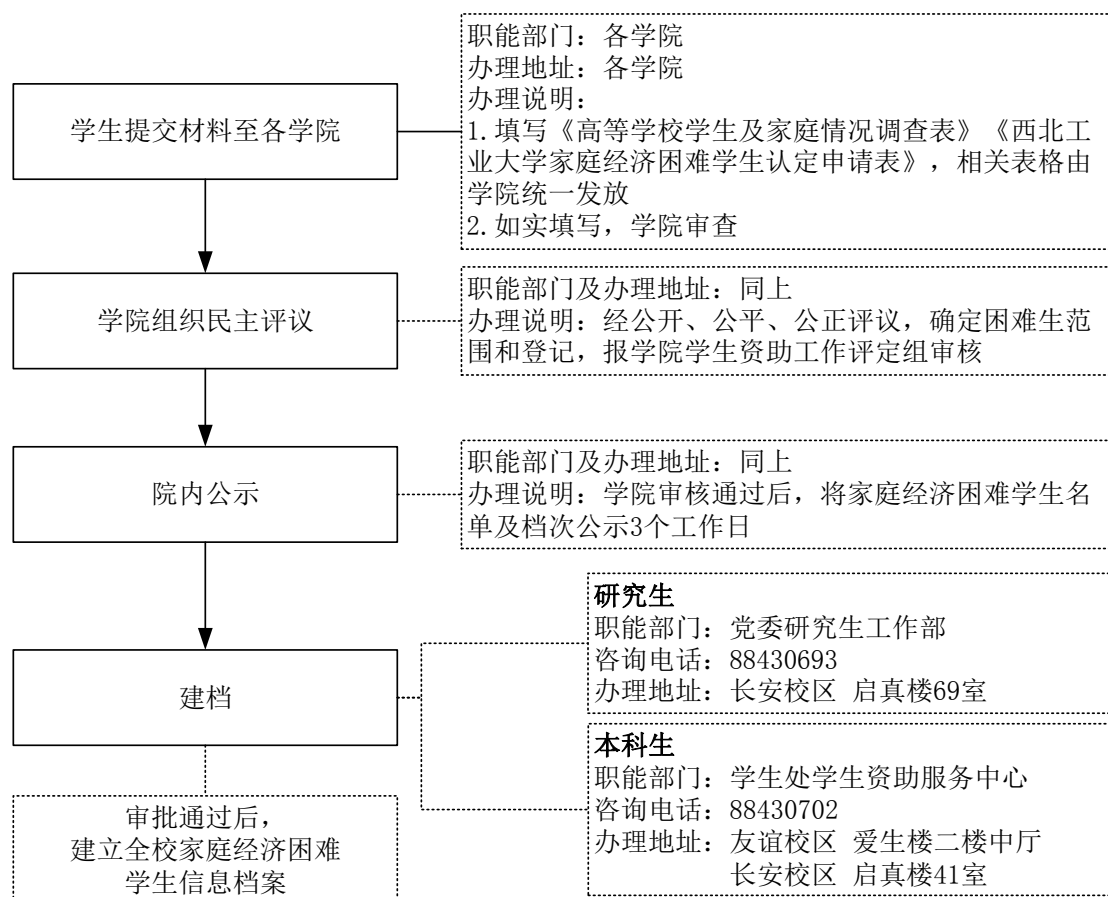 职能部门：各学院
办理地址：各学院
办理说明：
1.填写《高等学校学生及家庭情况调查表》《西北工
业大学家庭经济困难学生认定申请表》，相关表格由
学院统一发放
2.如实填写，学院审查
学生提交材料至各学院
职能部门及办理地址：同上
办理说明：经公开、公平、公正评议，确定困难生范
围和登记，报学院学生资助工作评定组审核
学院组织民主评议
职能部门及办理地址：同上
办理说明：学院审核通过后，将家庭经济困难学生名
单及档次公示3个工作日
院内公示
研究生
职能部门：党委研究生工作部
咨询电话：88430693
办理地址：长安校区 启真楼69室
建档
本科生
职能部门：学生处学生资助服务中心
咨询电话：88430702
办理地址：友谊校区 爱生楼二楼中厅
长安校区 启真楼41室
审批通过后，
建立全校家庭经济困难
学生信息档案